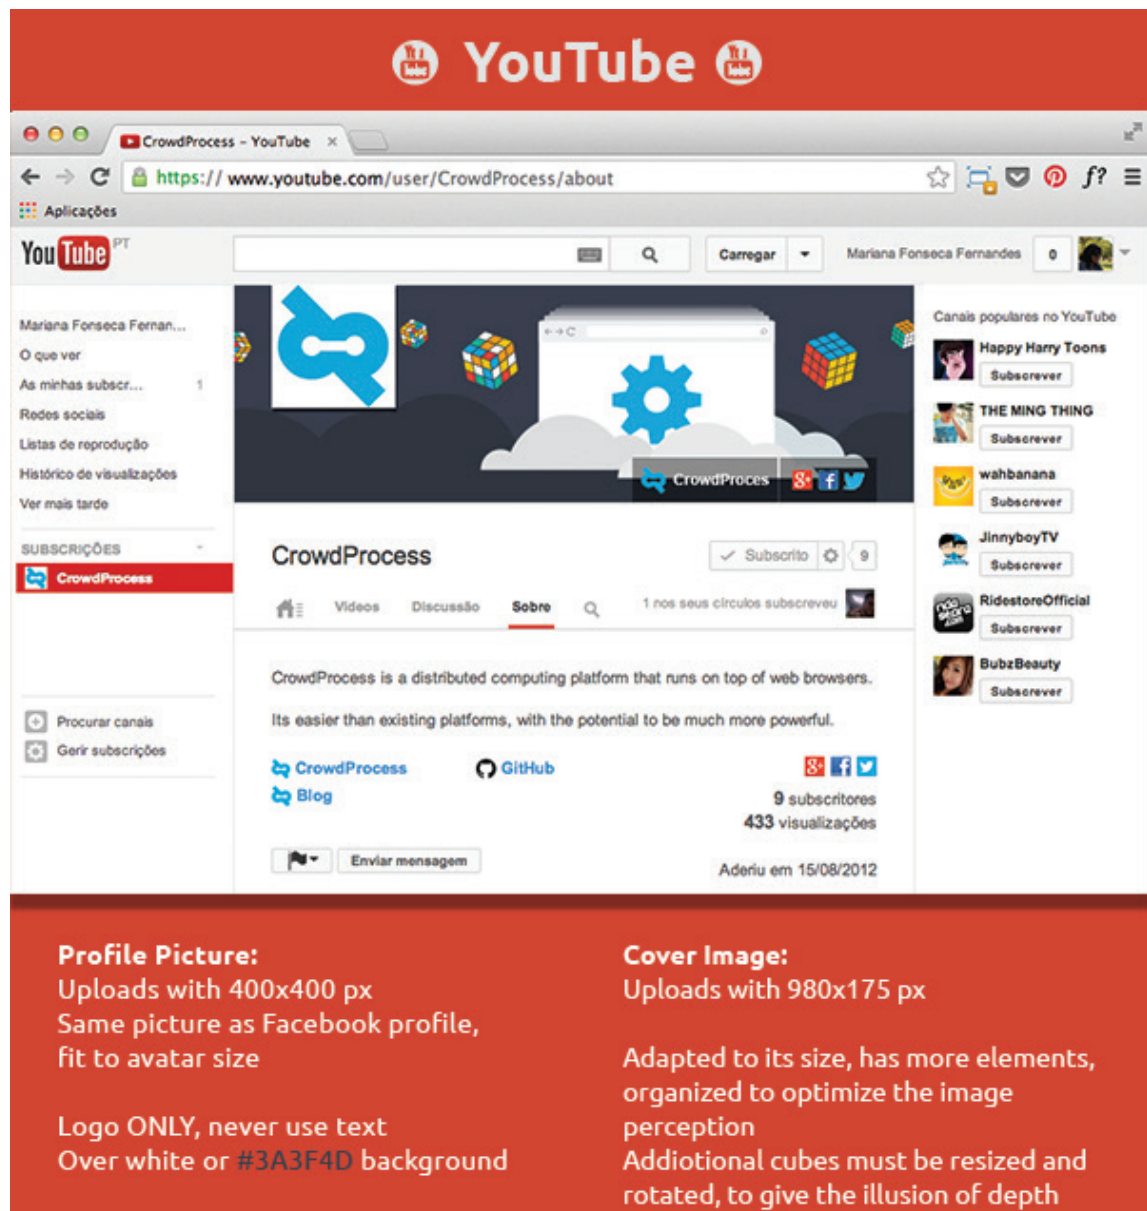 YouTube
CrowdProcess - YouTube
https://www.youtube.com/user/CrowdProcess/about
f?
Aplicações
YouTube PT
Carregar
Mariana Fonseca Fernandes
0
Mariana Fonseca Fernan...
O que ver
As minhas subscr... 1
Redes sociais
Listas de reprodução
Histórico de visualizações
Ver mais tarde
SUBSCRIÇÕES
CrowdProcess
Procurar canais
Gerir subscrições
CrowdProces
CrowdProcess
Subscrito
9
Videos Discussão Sobre
1 nos seus círculos subscreveu
CrowdProcess is a distributed computing platform that runs on top of web browsers.
Its easier than existing platforms, with the potential to be much more powerful.
CrowdProcess GitHub
Blog
9 subscritores
433 visualizações
Enviar mensagem
Aderiu em 15/08/2012
Canais populares no YouTube
Happy Harry Toons
Subscrever
THE MING THING
Subscrever
wahbanana
Subscrever
JinnyboyTV
Subscrever
RidestoreOfficial
Subscrever
BubzBeauty
Subscrever
Profile Picture:
Uploads with 400x400 px
Same picture as Facebook profile,
fit to avatar size
Logo ONLY, never use text
Over white or #3A3F4D background
Cover Image:
Uploads with 980x175 px
Adapted to its size, has more elements,
organized to optimize the image
perception
Addiotional cubes must be resized and
rotated, to give the illusion of depth